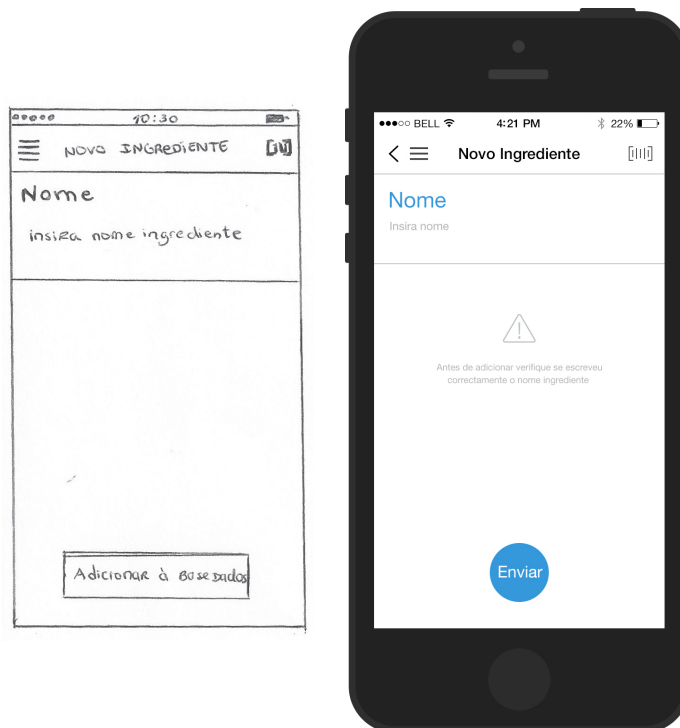 10:30
NOVO INGREDIENTE
Nome
insira nome ingrediente
Adicionar à Base Dados
BELL 4:21 PM 22%
Novo Ingrediente
Nome
Insira nome
Antes de adicionar verifique se escreveu
correctamente o nome ingrediente
Enviar